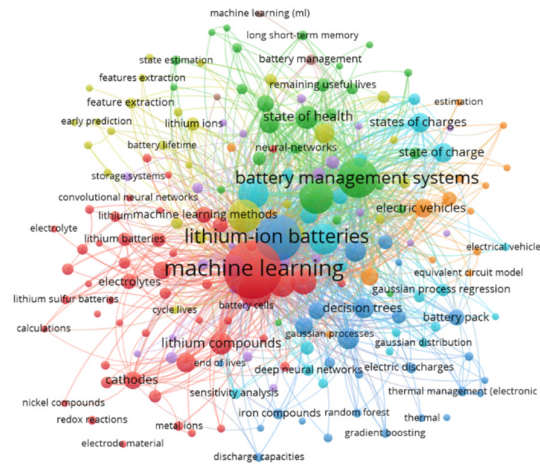 machine learning (ml)
long short-term memory
state estimation
battery management
features extraction
remaining useful lives
feature extraction
estimation
state of health
early prediction
lithium ions
states of charges
battery lifetime
neural-networks
state of charge
storage systems
battery management systems
convolutional neural networks
electric vehicles
lithium
machine learning methods
electrolyte
lithium batteries
lithium-ion batteries
electrical vehicle
machine learning
equivalent circuit model
electrolytes
gaussian process regression
lithium sulfur batteries
battery cells
cycle lives
decision trees
battery pack
calculations
gaussian processes
lithium compounds
gaussian distribution
end of lives
deep neural networks
electric discharges
cathodes
sensitivity analysis
thermal management (electronic
nickel compounds
iron compounds
random forest
thermal
redox reactions
metal ions
gradient boosting
electrode material
discharge capacities